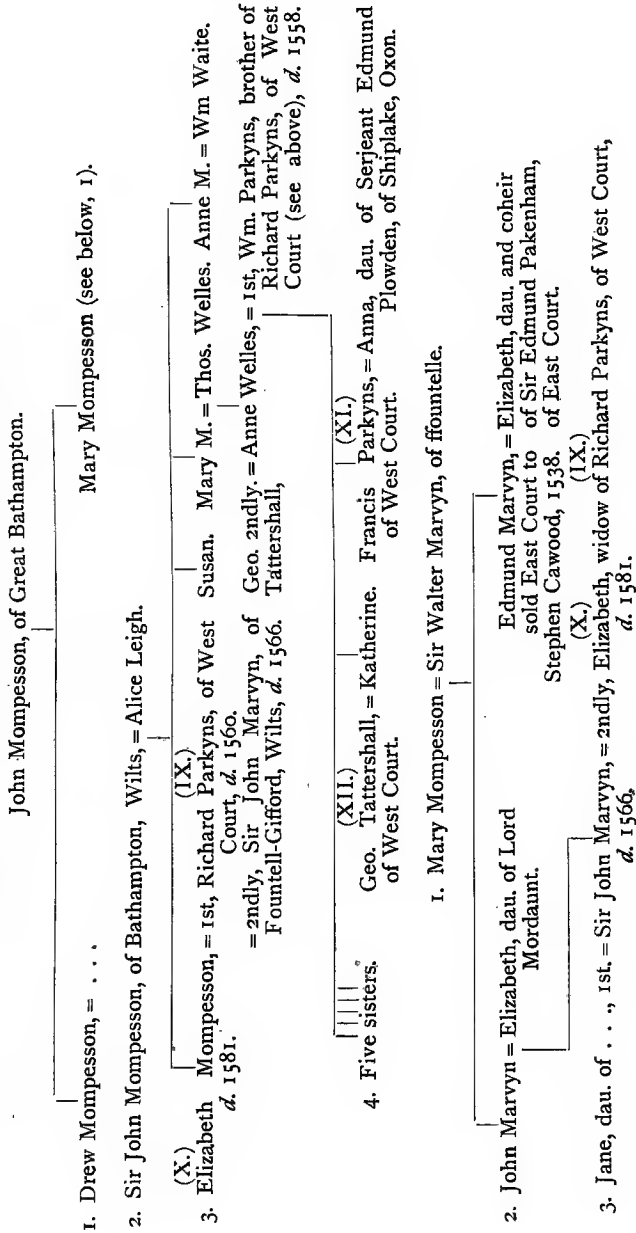 John Mompesson, of Great Bathampton.
1. Drew Mompesson, = . . .
Mary Mompesson (see below, 1).
2. Sir John Mompesson, of Bathampton, Wilts, = Alice Leigh.
(X.) (IX.)
3. Elizabeth Mompesson, = 1st, Richard Parkyns, of West
d. 1581. Court, d. 1560.
= 2ndly, Sir John Marvyn, of
Fountell-Gifford, Wilts, d. 1566.
Susan. Mary M. = Thos. Welles. Anne M. = Wm Waite.
Geo. 2ndly. = Anne Welles, = 1st, Wm. Parkyns, brother of
Tattershall, Richard Parkyns, of West
Court (see above), d. 1558.
(XII.) (XI.)
4. Five sisters. Geo. Tattershall, = Katherine. Francis Parkyns, = Anna, dau. of Serjeant Edmund
of West Court. of West Court. Plowden, of Shiplake, Oxon.
1. Mary Mompesson = Sir Walter Marvyn, of ffountelle.
2. John Marvyn = Elizabeth, dau. of Lord
Mordaunt.
Edmund Marvyn, = Elizabeth, dau. and coheir
sold East Court to of Sir Edmund Pakenham,
Stephen Cawood, 1538. of East Court.
(X.) (IX.)
3. Jane, dau. of . . ., 1st. = Sir John Marvyn, = 2ndly, Elizabeth, widow of Richard Parkyns, of West Court,
d. 1566, d. 1581.